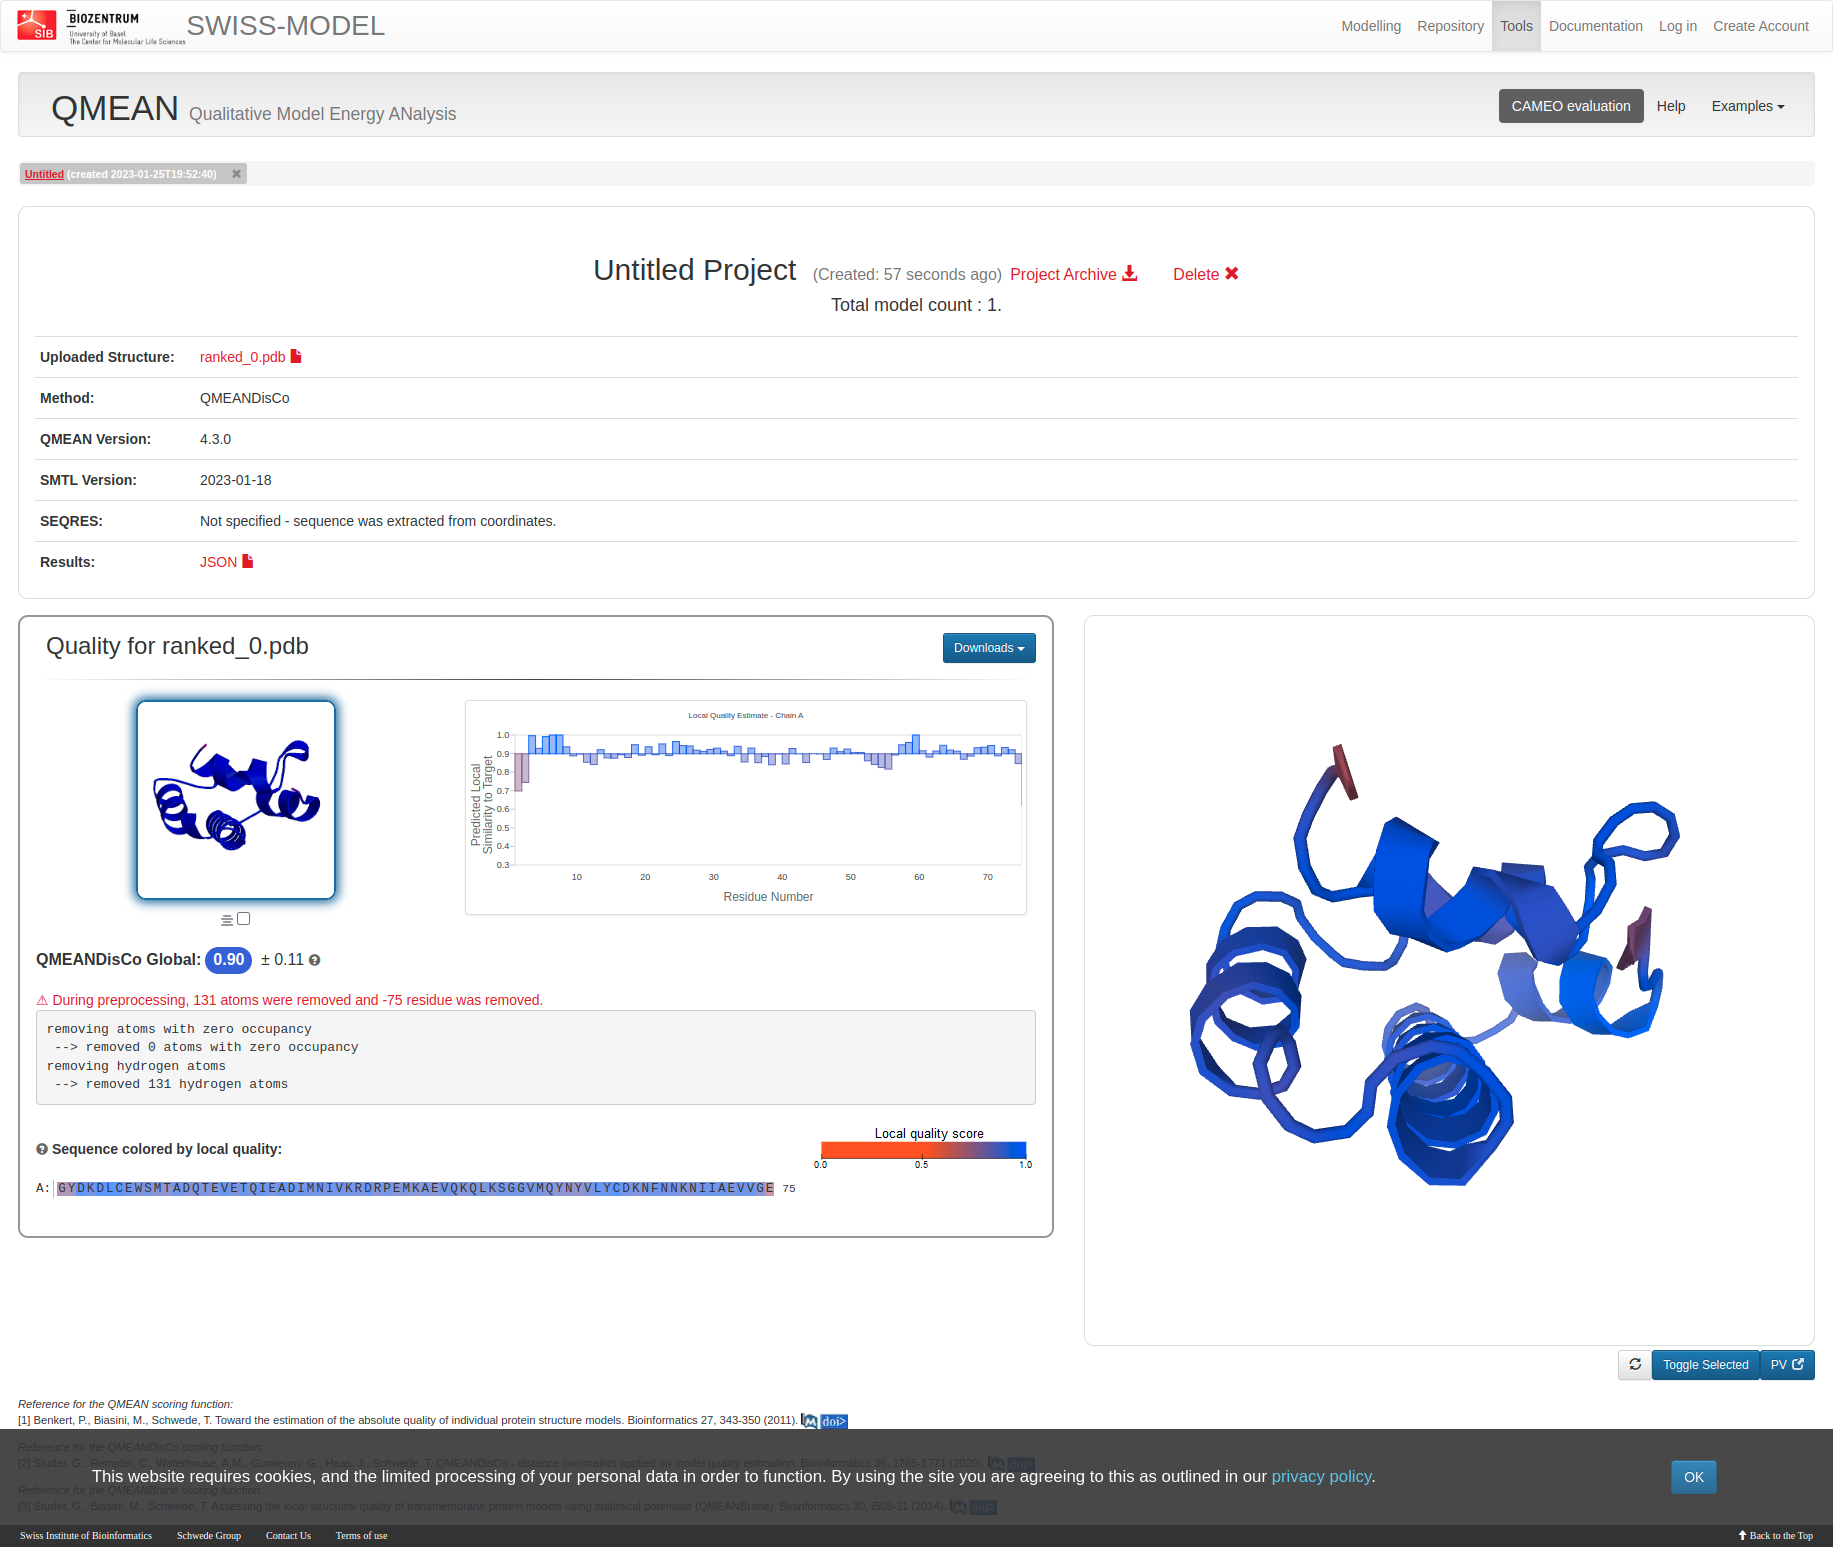 SIB
BIOZENTRUM
University of Basel
The Center for Molecular Life Sciences
SWISS-MODEL
Modelling
Repository
Tools
Documentation
Log in
Create Account
QMEAN Qualitative Model Energy ANalysis
CAMEO evaluation
Help
Examples
Untitled (created 2023-01-25T19:52:40) ✖
Untitled Project (Created: 57 seconds ago) Project Archive Delete ✖
Total model count : 1.
Uploaded Structure: ranked_0.pdb
Method: QMEANDisCo
QMEAN Version: 4.3.0
SMTL Version: 2023-01-18
SEQRES: Not specified - sequence was extracted from coordinates.
Results: JSON
Quality for ranked_0.pdb
Downloads
Local Quality Estimate - Chain A
Predicted Local
Similarity to Target
1.0
0.9
0.8
0.7
0.6
0.5
0.4
0.3
10 20 30 40 50 60 70
Residue Number
QMEANDisCo Global: 0.90 ± 0.11
⚠ During preprocessing, 131 atoms were removed and -75 residue was removed.
removing atoms with zero occupancy
--> removed 0 atoms with zero occupancy
removing hydrogen atoms
--> removed 131 hydrogen atoms
Sequence colored by local quality:
Local quality score
0.0 0.5 1.0
A: GYDKDLCEWSMTADQTEVETQIEADIMNIVKRDRPEMKAEVQKQLKSGGVMQYNYVLYCDKNFNNKNIIAEVVGE 75
Toggle Selected
PV
Reference for the QMEAN scoring function:
[1] Benkert, P., Biasini, M., Schwede, T. Toward the estimation of the absolute quality of individual protein structure models. Bioinformatics 27, 343-350 (2011). M doi>
Reference for the QMEANDisCo scoring function:
[2] Studer, G., Rempfer, C., Waterhouse, A.M., Gumienny, G., Haas, J., Schwede, T. QMEANDisCo - distance constraints applied on model quality estimation. Bioinformatics 36, 1765-1771 (2020). M doi>
This website requires cookies, and the limited processing of your personal data in order to function. By using the site you are agreeing to this as outlined in our privacy policy.
OK
Reference for the QMEANBrane scoring function:
[3] Studer, G., Biasini, M., Schwede, T. Assessing the local structural quality of transmembrane protein models using statistical potentials (QMEANBrane). Bioinformatics 30, i505-11 (2014). M doi>
Swiss Institute of Bioinformatics
Schwede Group
Contact Us
Terms of use
Back to the Top